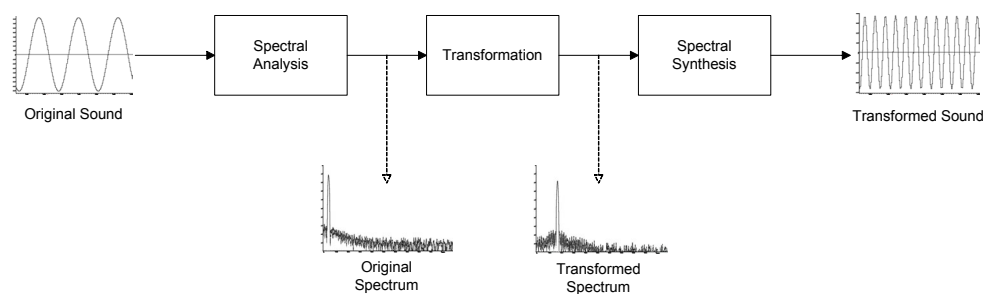 Spectral
Analysis
Transformation
Spectral
Synthesis
Original Sound
Transformed Sound
Original
Spectrum
Transformed
Spectrum